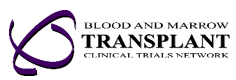 BLOOD AND MARROW
TRANSPLANT
CLINICAL TRIALS NETWORK